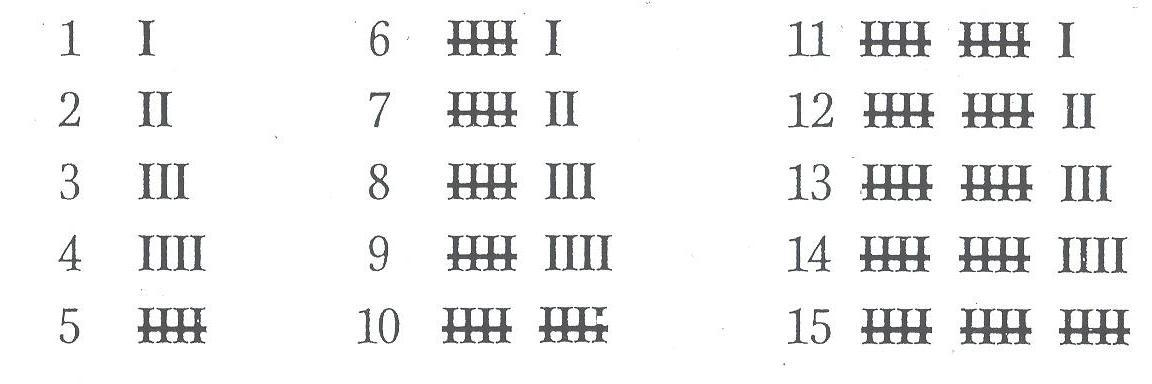 1 I 6 卌 I 11 卌 卌 I
2 II 7 卌 II 12 卌 卌 II
3 III 8 卌 III 13 卌 卌 III
4 IIII 9 卌 IIII 14 卌 卌 IIII
5 卌 10 卌 卌 15 卌 卌 卌